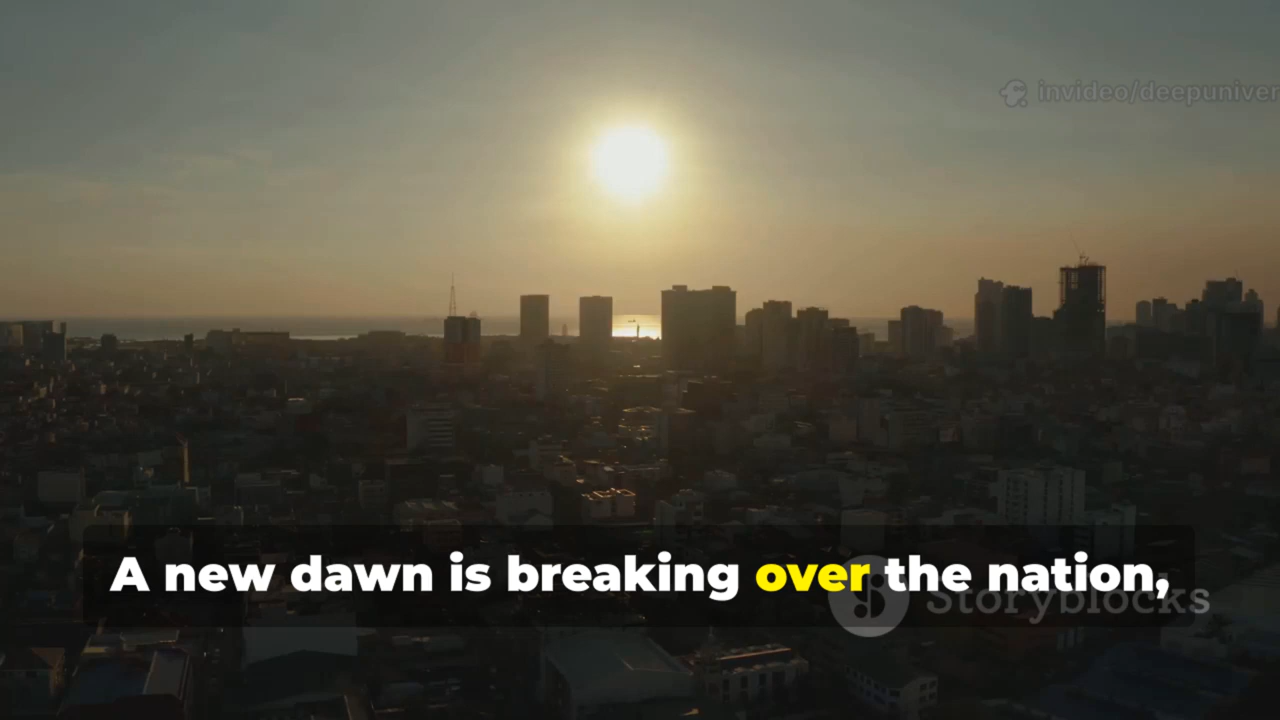 invideo/deepuniver
A new dawn is breaking over the nation,
Storyblocks